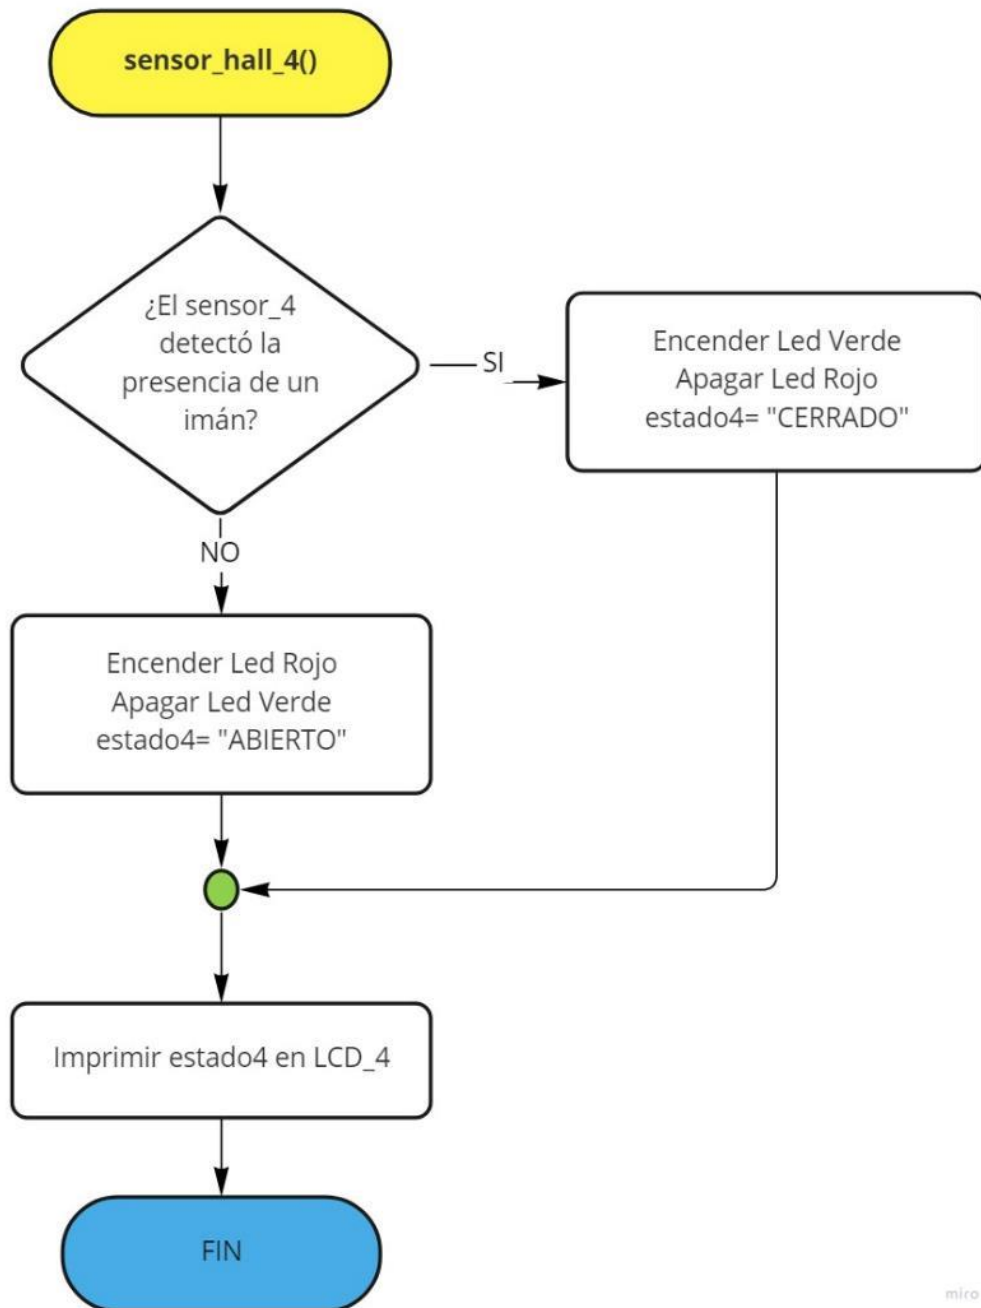 sensor_hall_4()
¿El sensor_4
detectó la
presencia de un
imán?
SI
Encender Led Verde
Apagar Led Rojo
estado4= "CERRADO"
NO
Encender Led Rojo
Apagar Led Verde
estado4= "ABIERTO"
Imprimir estado4 en LCD_4
FIN
miro